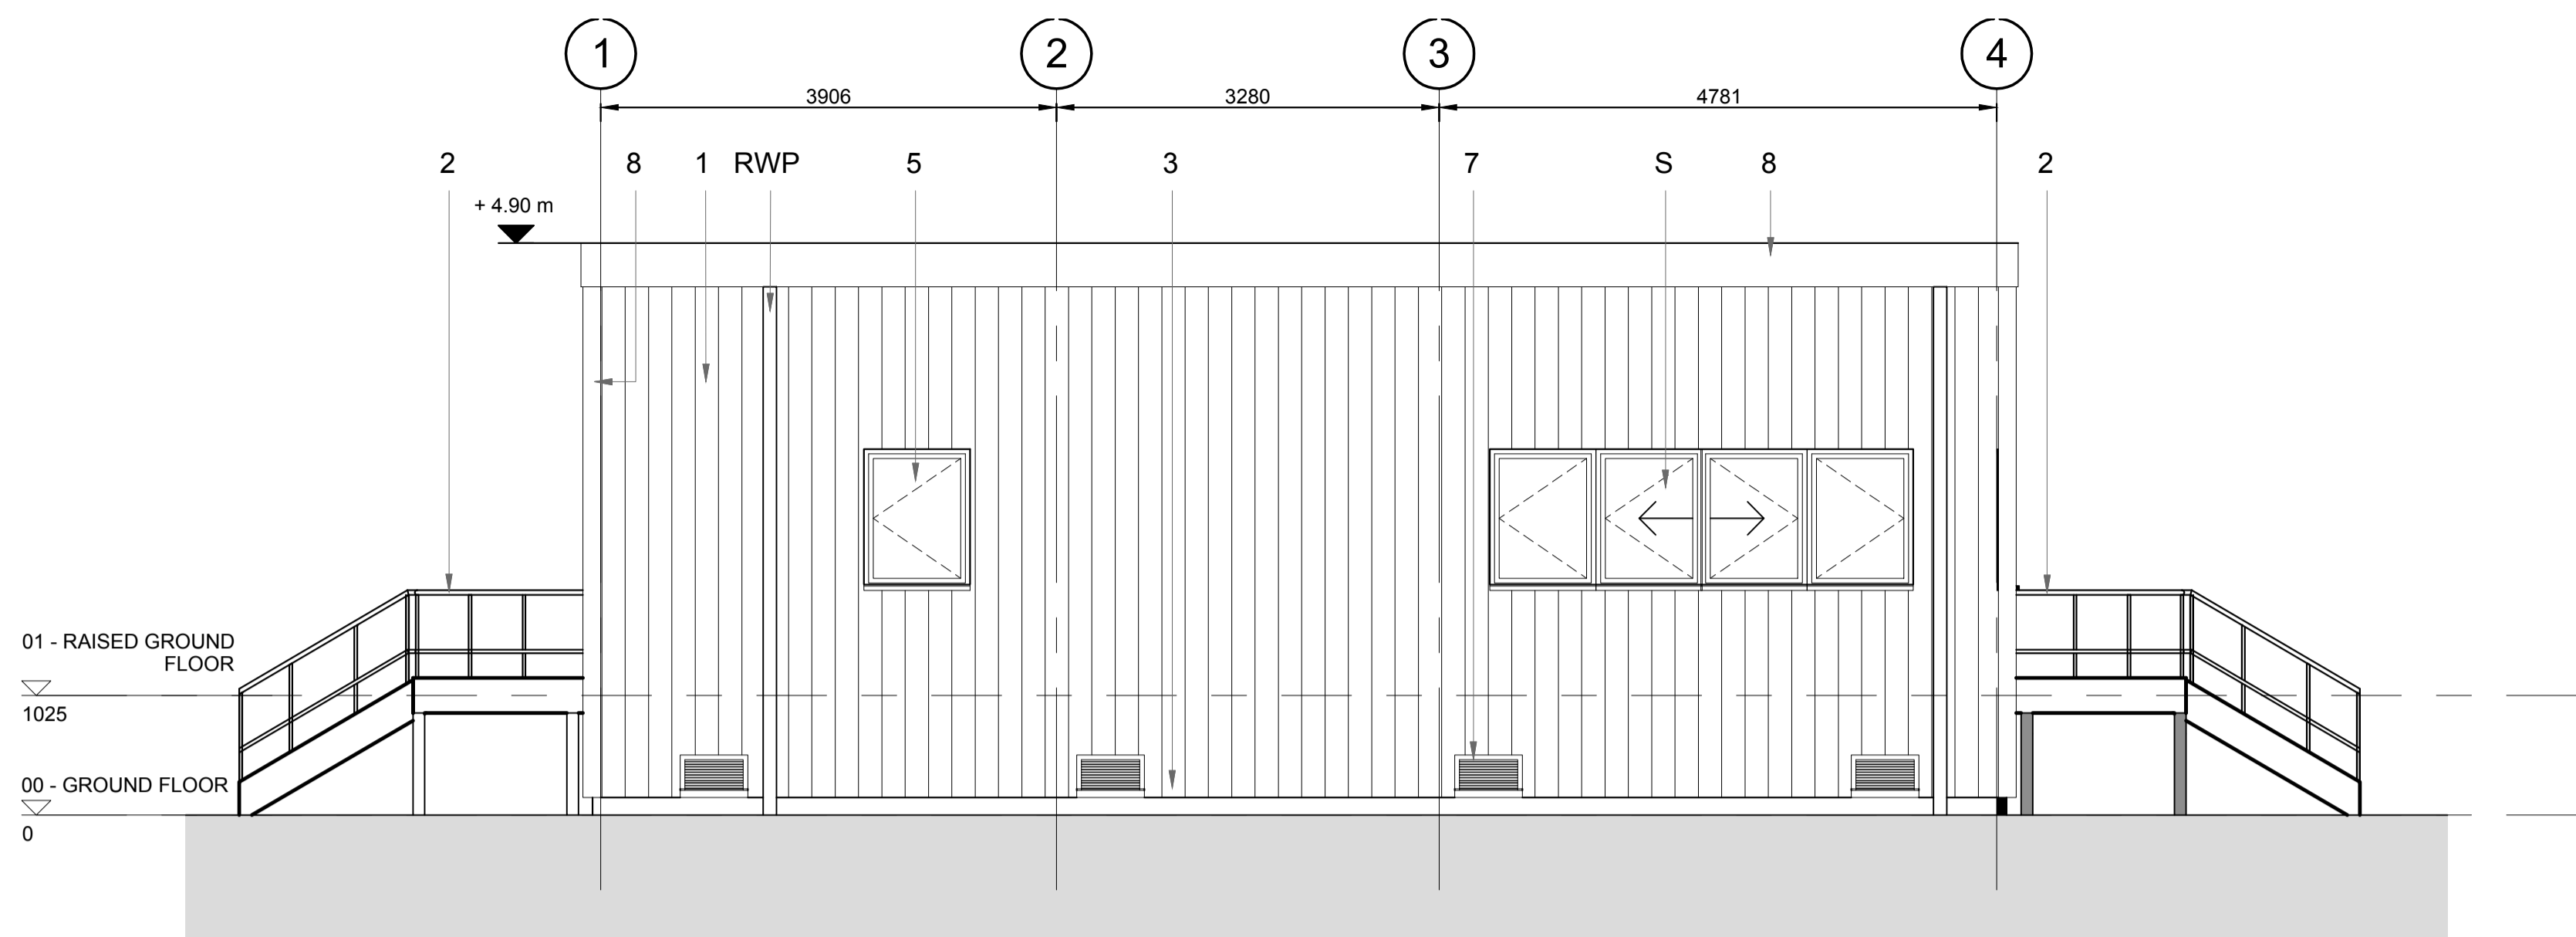 1 2 3 4
3906 3280 4781
2 8 1 RWP 5 3 7 S 8 2
+ 4.90 m
01 - RAISED GROUND
FLOOR
1025
00 - GROUND FLOOR
0